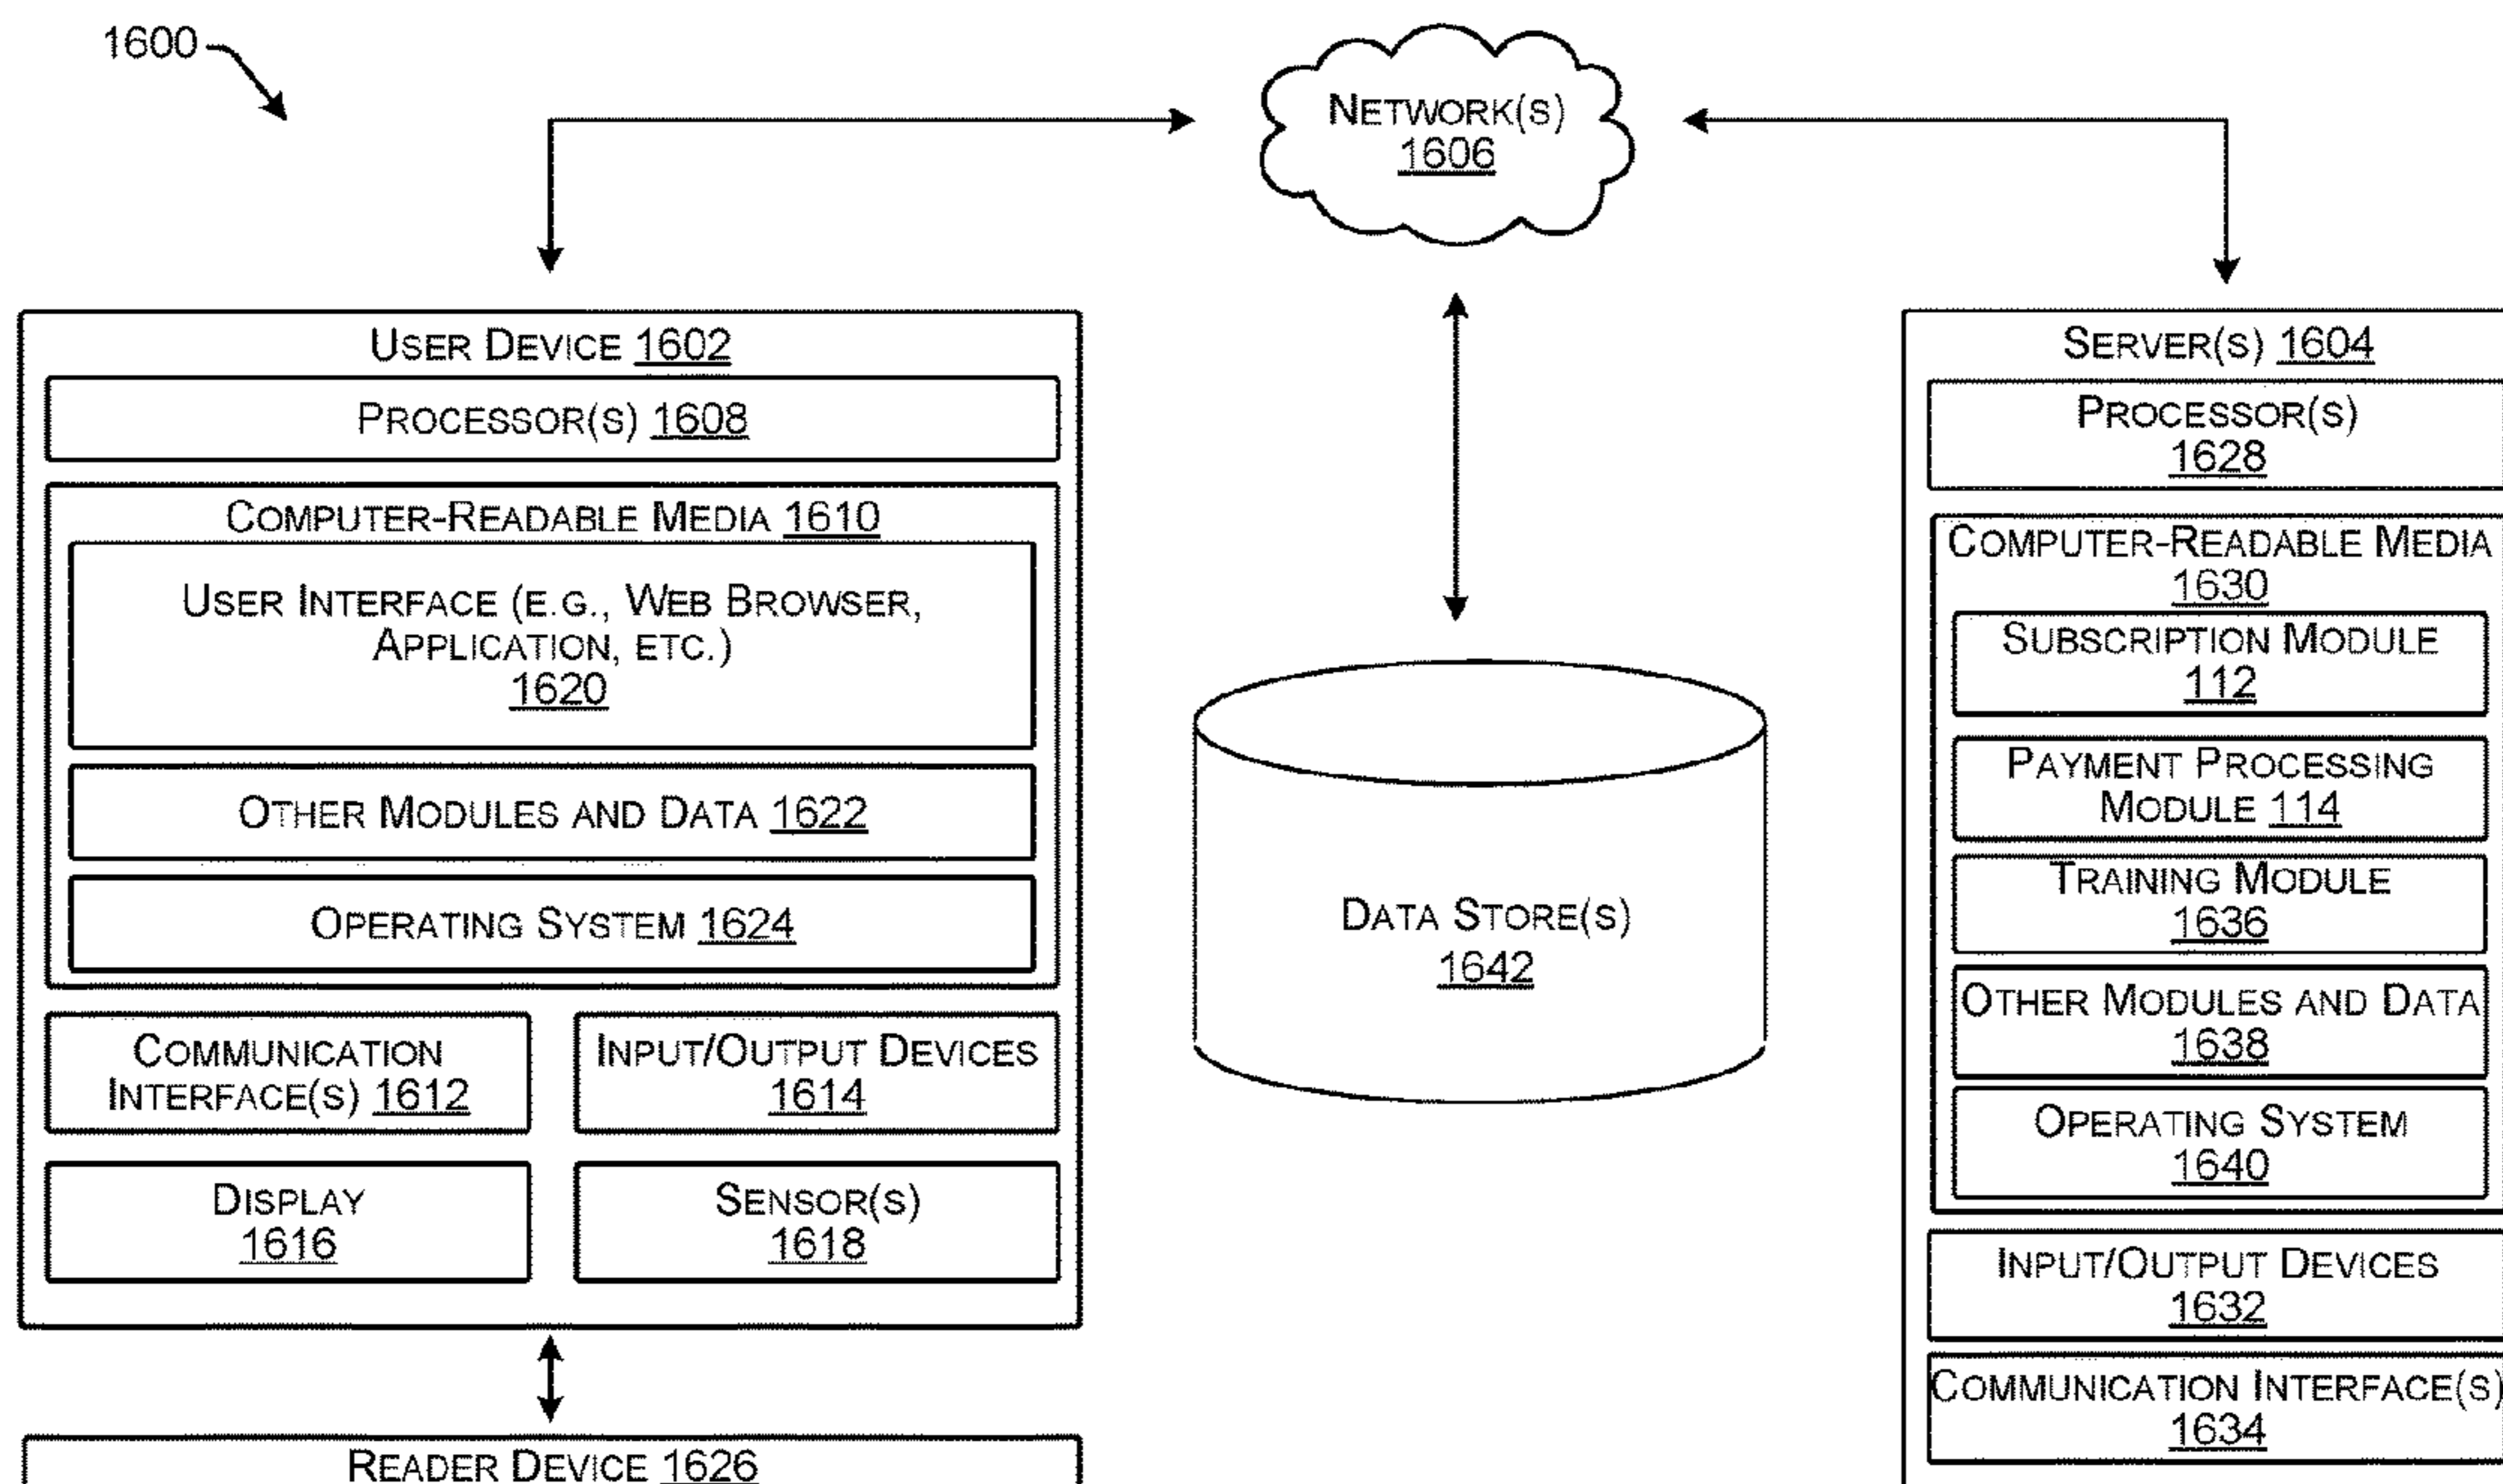 1600
NETWORK(S)
1606
USER DEVICE 1602
PROCESSOR(S) 1608
COMPUTER-READABLE MEDIA 1610
USER INTERFACE (E.G., WEB BROWSER,
APPLICATION, ETC.)
1620
OTHER MODULES AND DATA 1622
OPERATING SYSTEM 1624
COMMUNICATION
INTERFACE(S) 1612
INPUT/OUTPUT DEVICES
1614
DISPLAY
1616
SENSOR(S)
1618
READER DEVICE 1626
DATA STORE(S)
1642
SERVER(S) 1604
PROCESSOR(S)
1628
COMPUTER-READABLE MEDIA
1630
SUBSCRIPTION MODULE
112
PAYMENT PROCESSING
MODULE 114
TRAINING MODULE
1636
OTHER MODULES AND DATA
1638
OPERATING SYSTEM
1640
INPUT/OUTPUT DEVICES
1632
COMMUNICATION INTERFACE(S)
1634